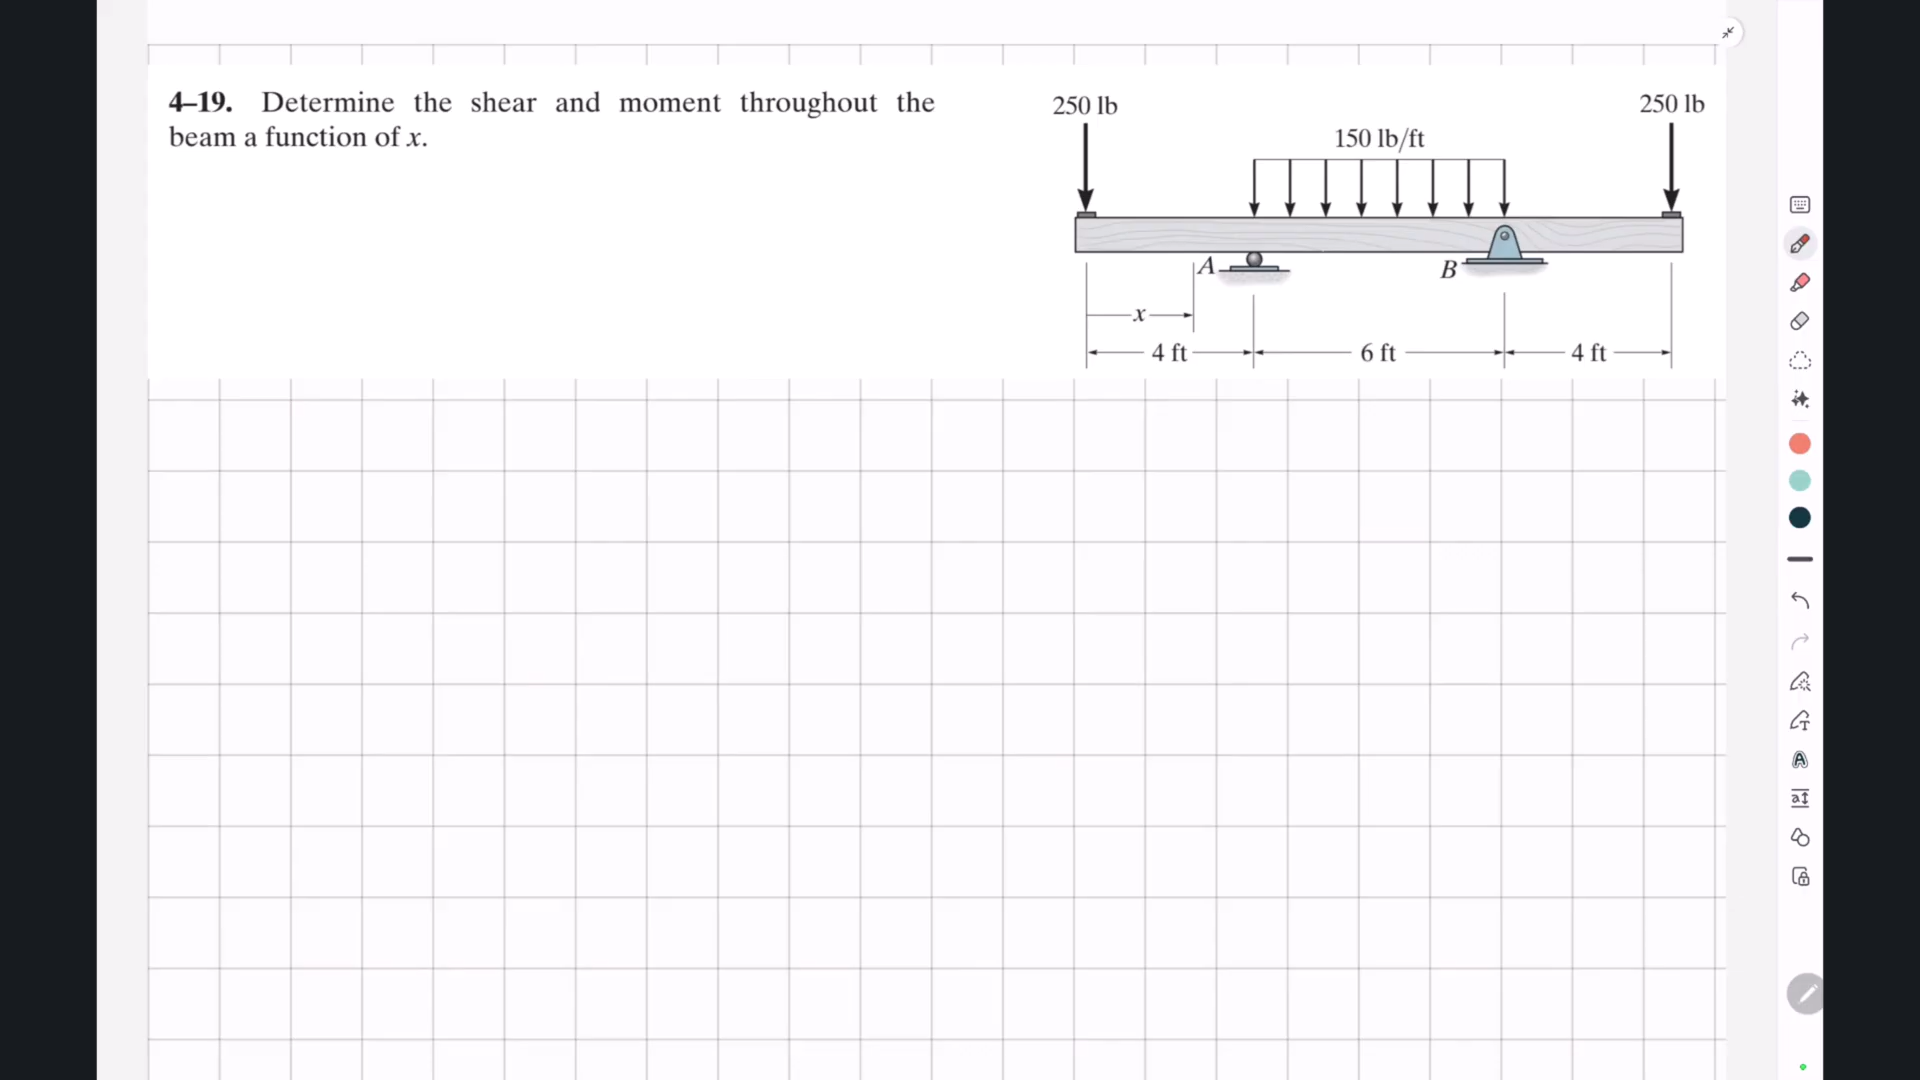 4–19. Determine the shear and moment throughout the
beam a function of x.
250 lb
250 lb
150 lb/ft
A
B
x
4 ft
6 ft
4 ft